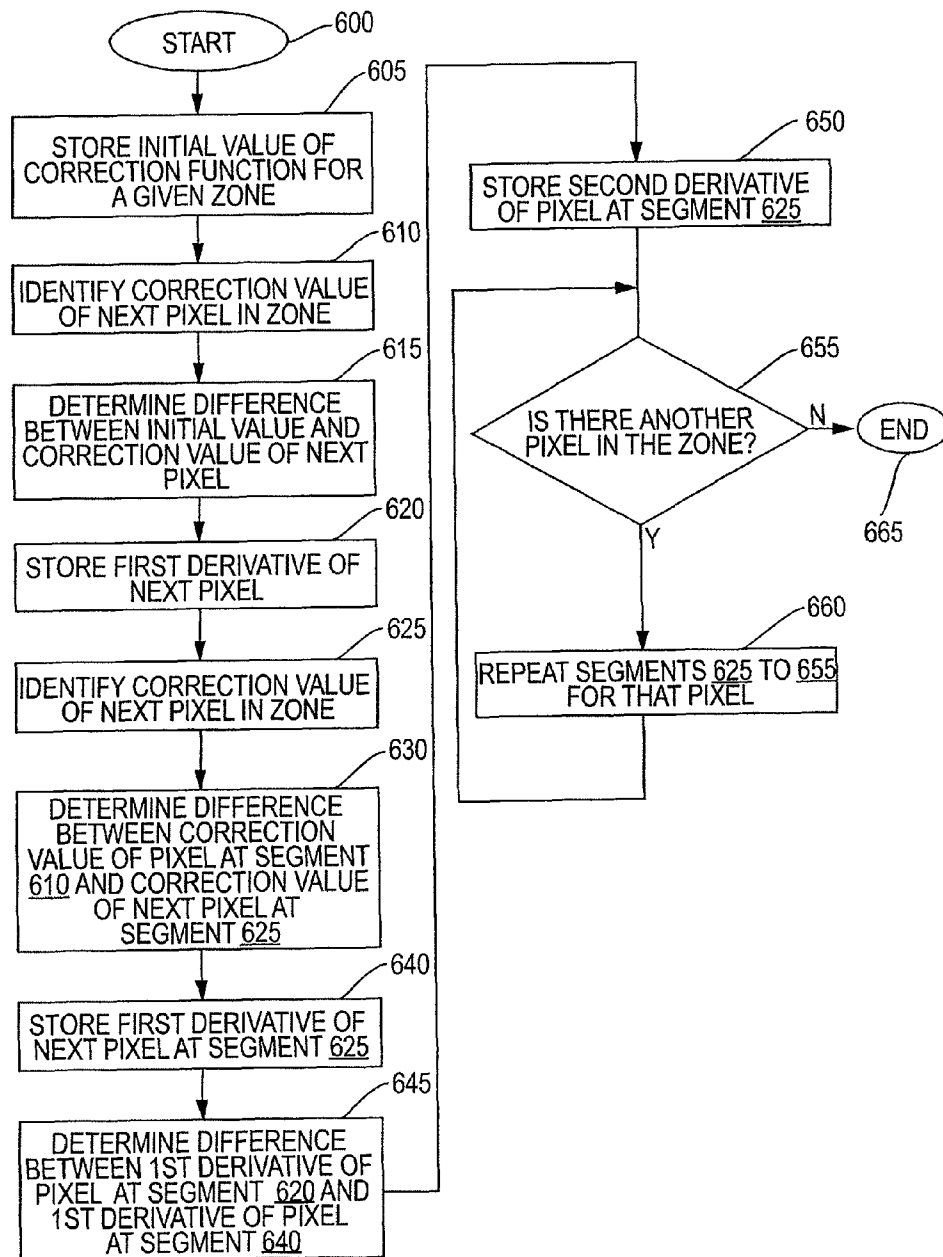 START
600
605
STORE INITIAL VALUE OF
CORRECTION FUNCTION FOR
A GIVEN ZONE
610
IDENTIFY CORRECTION VALUE
OF NEXT PIXEL IN ZONE
615
DETERMINE DIFFERENCE
BETWEEN INITIAL VALUE AND
CORRECTION VALUE OF NEXT
PIXEL
620
STORE FIRST DERIVATIVE OF
NEXT PIXEL
625
IDENTIFY CORRECTION VALUE
OF NEXT PIXEL IN ZONE
630
DETERMINE DIFFERENCE
BETWEEN CORRECTION
VALUE OF PIXEL AT SEGMENT
610 AND CORRECTION VALUE
OF NEXT PIXEL AT
SEGMENT 625
640
STORE FIRST DERIVATIVE OF
NEXT PIXEL AT SEGMENT 625
645
DETERMINE DIFFERENCE
BETWEEN 1ST DERIVATIVE OF
PIXEL AT SEGMENT 620 AND
1ST DERIVATIVE OF PIXEL
AT SEGMENT 640
650
STORE SECOND DERIVATIVE
OF PIXEL AT SEGMENT 625
655
IS THERE ANOTHER
PIXEL IN THE ZONE?
N
END
665
Y
660
REPEAT SEGMENTS 625 TO 655
FOR THAT PIXEL